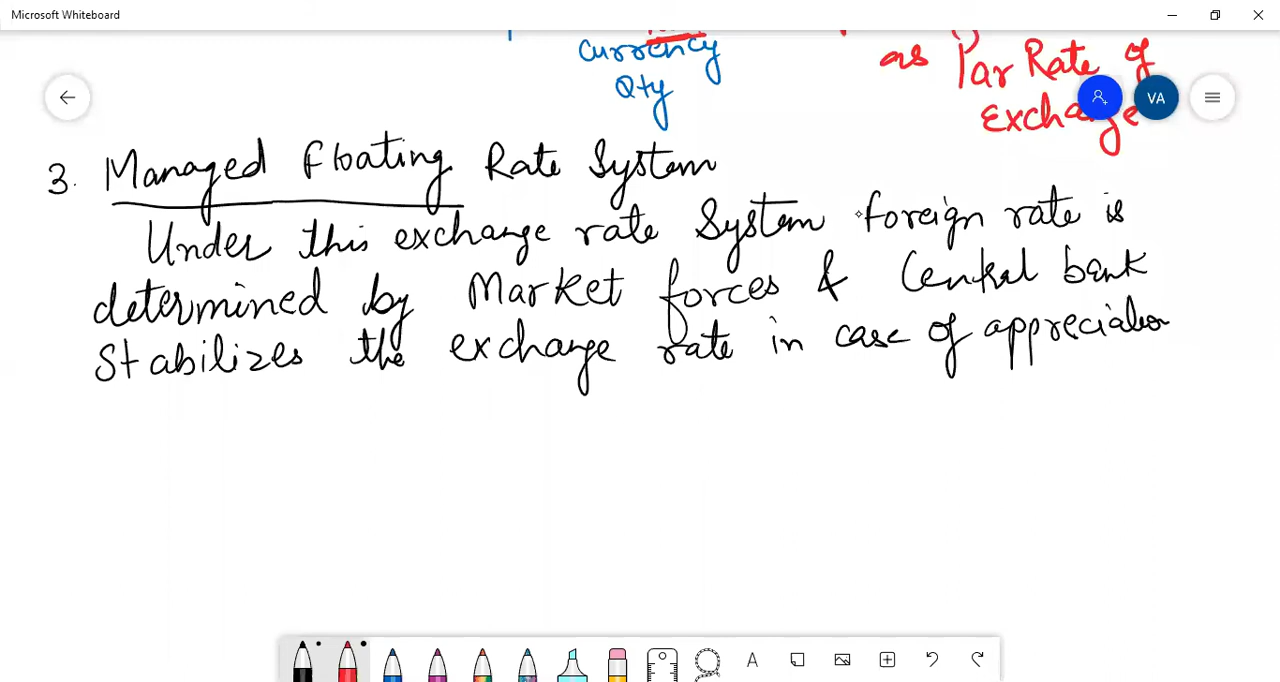 Microsoft Whiteboard
currency
Qty
as Par Rate of
Exchange
VA
3. Managed Floating Rate System
Under this exchange rate System foreign rate is
determined by Market forces & Central bank
Stabilizes the exchange rate in case of appreciation
A